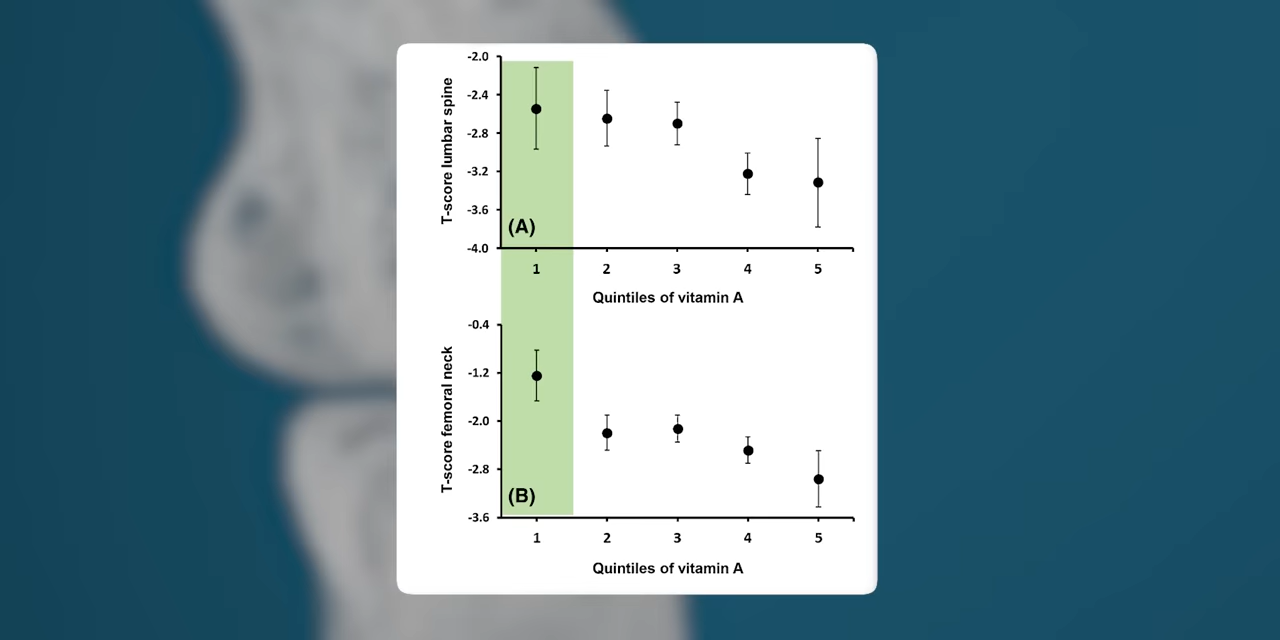 -2.0
-2.4
-2.8
-3.2
-3.6
-4.0
T-score lumbar spine
(A)
1 2 3 4 5
Quintiles of vitamin A
-0.4
-1.2
-2.0
-2.8
-3.6
T-score femoral neck
(B)
1 2 3 4 5
Quintiles of vitamin A